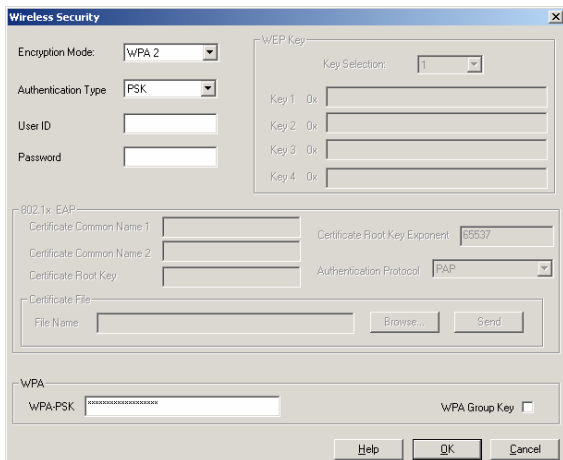 Wireless Security
Encryption Mode: WPA 2
Authentication Type PSK
User ID
Password
WEP Key
Key Selection: 1
Key 1 0x
Key 2 0x
Key 3 0x
Key 4 0x
802.1x EAP
Certificate Common Name 1
Certificate Common Name 2
Certificate Root Key
Certificate Root Key Exponent 65537
Authentication Protocol PAP
Certificate File
File Name
Browse...
Send
WPA
WPA-PSK ******************
WPA Group Key
Help
OK
Cancel